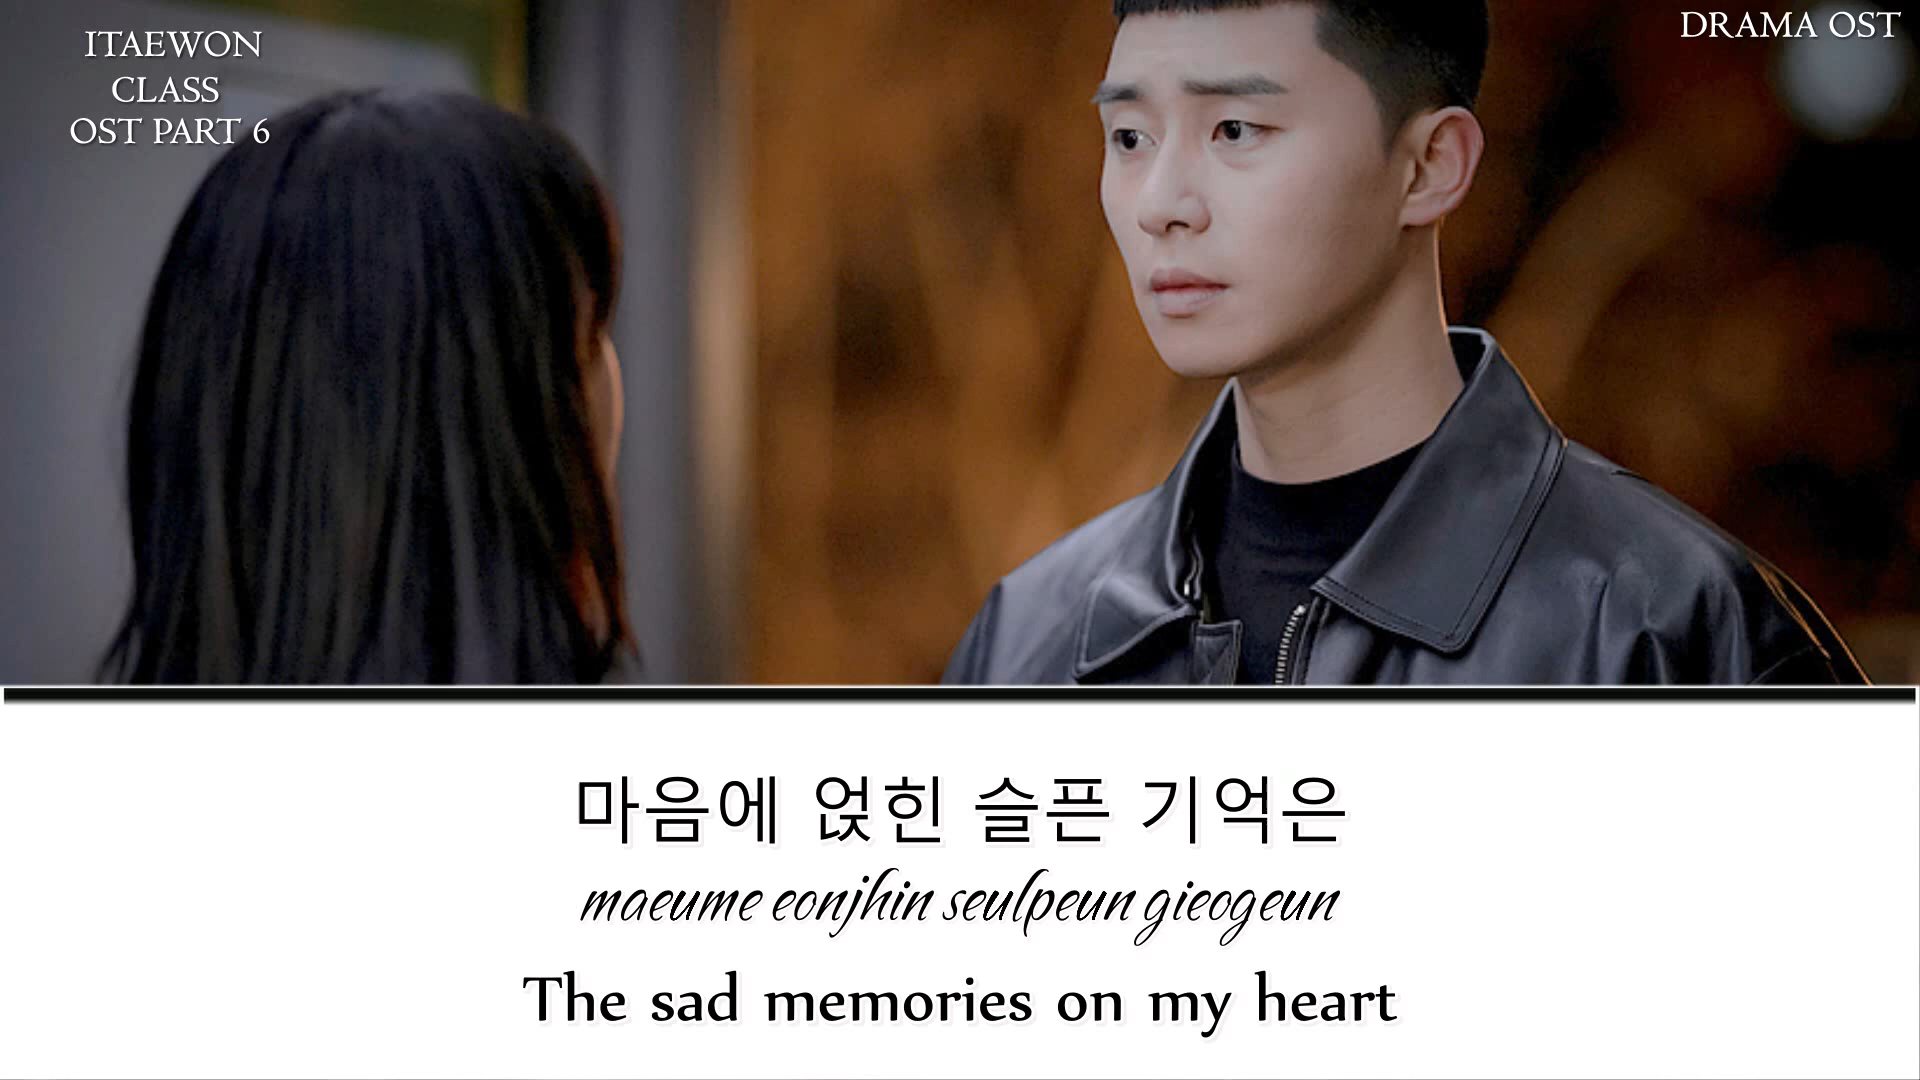 ITAEWON
CLASS
OST PART 6
DRAMA OST
마음에 얹힌 슬픈 기억은
maeume eonjhin seulpeun gieogeun
The sad memories on my heart